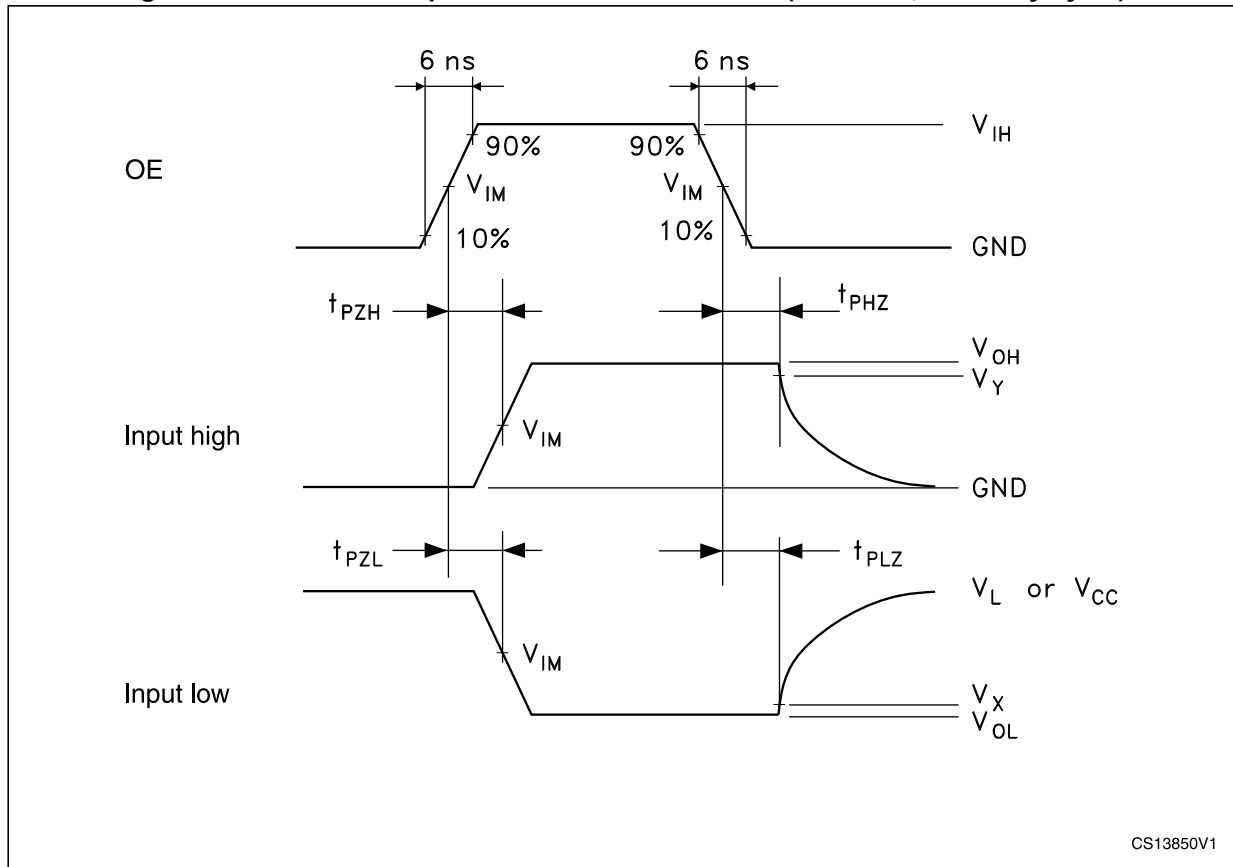 6 ns 6 ns
V_IH
90% 90%
OE
V_IM V_IM
10% 10%
GND
t_PZH t_PHZ
V_OH
V_Y
Input high
V_IM
GND
t_PZL t_PLZ
V_L or V_CC
V_IM
Input low
V_X
V_OL
CS13850V1